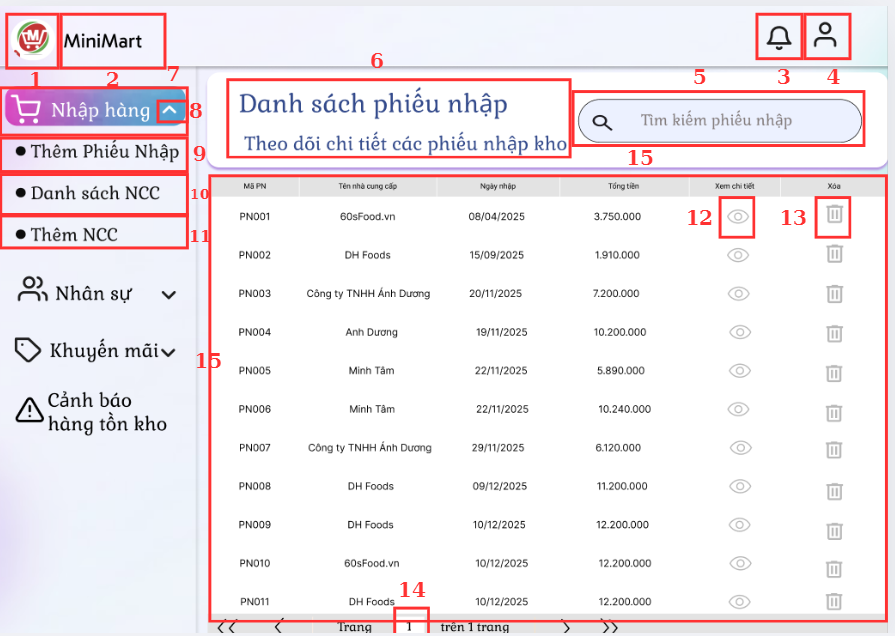 MiniMart
1
2
3
4
5
6
7
Nhập hàng
8
Thêm Phiếu Nhập
9
Danh sách NCC
10
Thêm NCC
11
Nhân sự
Khuyến mãi
Cảnh báo
hàng tồn kho
Danh sách phiếu nhập
Theo dõi chi tiết các phiếu nhập kho
Tìm kiếm phiếu nhập
15
Mã PN Tên nhà cung cấp Ngày nhập Tổng tiền Xem chi tiết Xóa
PN001 60sFood.vn 08/04/2025 3.750.000 12 13
PN002 DH Foods 15/09/2025 1.910.000
PN003 Công ty TNHH Ánh Dương 20/11/2025 7.200.000
PN004 Anh Dương 19/11/2025 10.200.000
15
PN005 Minh Tâm 22/11/2025 5.890.000
PN006 Minh Tâm 22/11/2025 10.240.000
PN007 Công ty TNHH Ánh Dương 29/11/2025 6.120.000
PN008 DH Foods 09/12/2025 11.200.000
PN009 DH Foods 10/12/2025 12.200.000
PN010 60sFood.vn 10/12/2025 12.200.000
PN011 DH Foods 10/12/2025 12.200.000
14
<< < Trang 1 trên 1 trang > >>